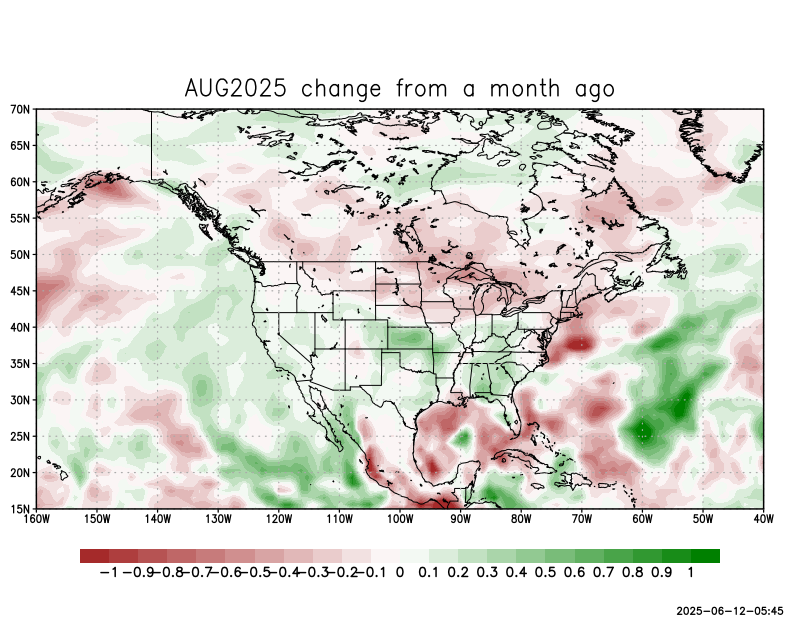 AUG2025 change from a month ago
70N
65N
60N
55N
50N
45N
40N
35N
30N
25N
20N
15N
160W 150W 140W 130W 120W 110W 100W 90W 80W 70W 60W 50W 40W
−1 −0.9 −0.8 −0.7 −0.6 −0.5 −0.4 −0.3 −0.2 −0.1 0 0.1 0.2 0.3 0.4 0.5 0.6 0.7 0.8 0.9 1
2025-06-12-05:45